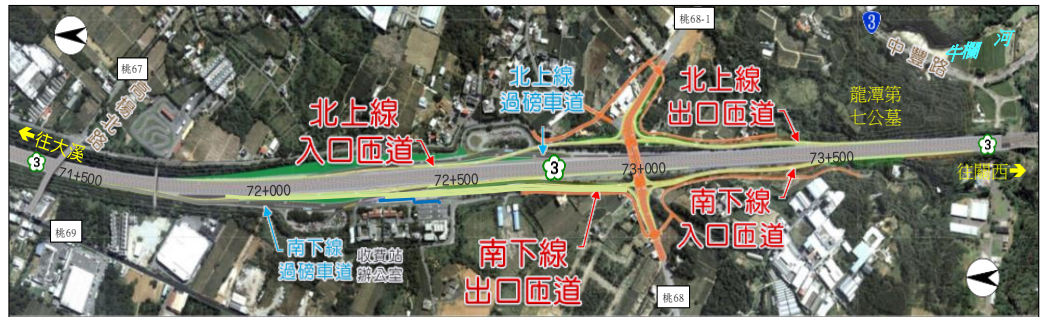 桃68-1
3
中豐路
牛欄 河
桃67
高楊北路
北上線
過磅車道
北上線
出口匝道
龍潭第
七公墓
北上線
入口匝道
往大溪
3
71+500
72+000
72+500
3
73+000
73+500
3
往關西
桃69
南下線
過磅車道
收費站
辦公室
南下線
出口匝道
南下線
入口匝道
桃68